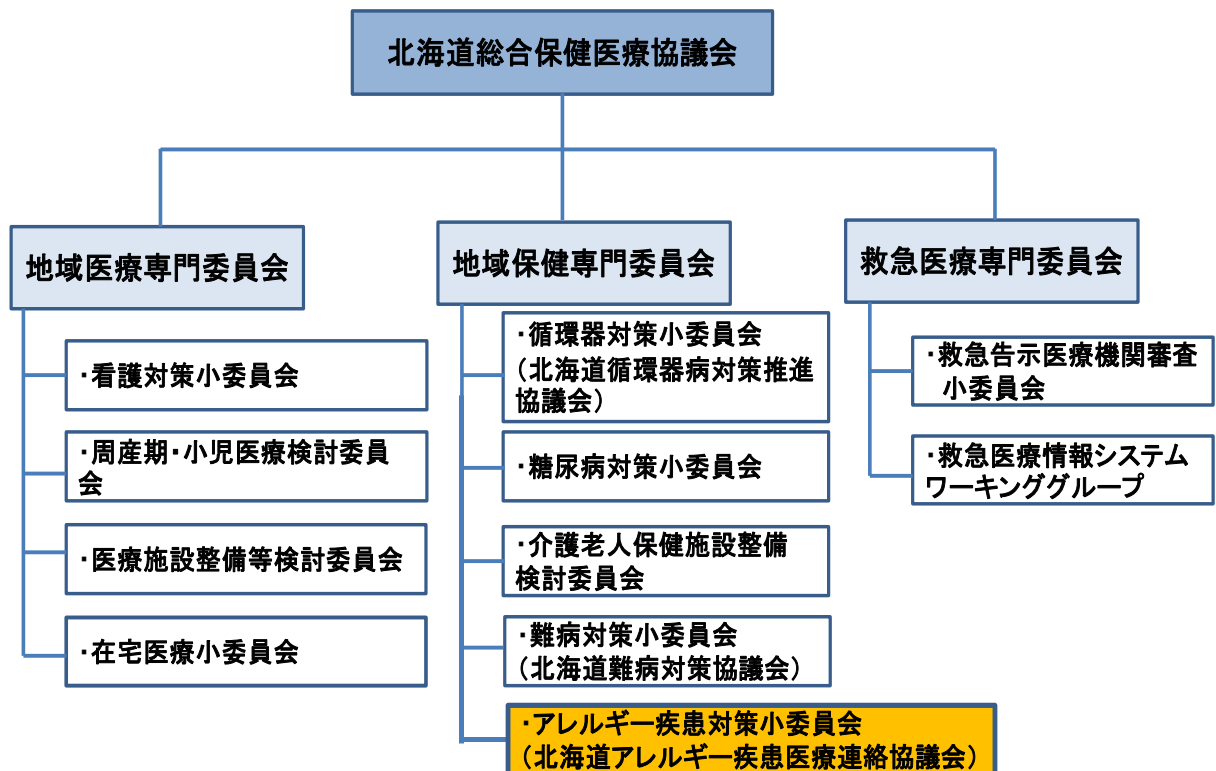 北海道総合保健医療協議会
地域医療専門委員会
・看護対策小委員会
・周産期・小児医療検討委員
会
・医療施設整備等検討委員会
・在宅医療小委員会
地域保健専門委員会
・循環器対策小委員会
（北海道循環器病対策推進
協議会）
・糖尿病対策小委員会
・介護老人保健施設整備
検討委員会
・難病対策小委員会
（北海道難病対策協議会）
・アレルギー疾患対策小委員会
（北海道アレルギー疾患医療連絡協議会）
救急医療専門委員会
・救急告示医療機関審査
小委員会
・救急医療情報システム
ワーキンググループ